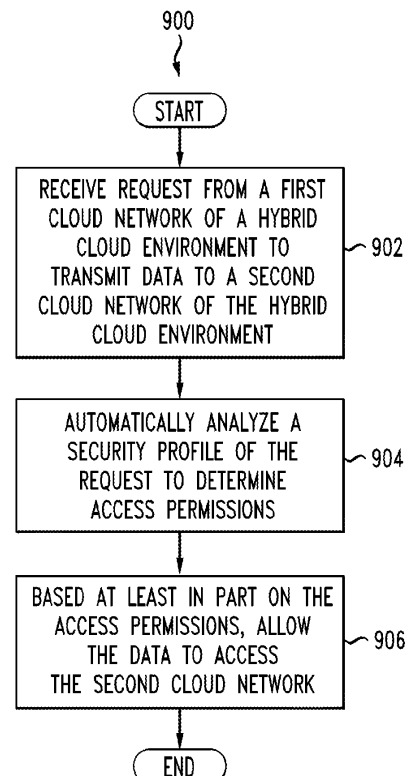 900
START
RECEIVE REQUEST FROM A FIRST
CLOUD NETWORK OF A HYBRID
CLOUD ENVIRONMENT TO
TRANSMIT DATA TO A SECOND
CLOUD NETWORK OF THE HYBRID
CLOUD ENVIRONMENT
902
AUTOMATICALLY ANALYZE A
SECURITY PROFILE OF THE
REQUEST TO DETERMINE
ACCESS PERMISSIONS
904
BASED AT LEAST IN PART ON THE
ACCESS PERMISSIONS, ALLOW
THE DATA TO ACCESS
THE SECOND CLOUD NETWORK
906
END